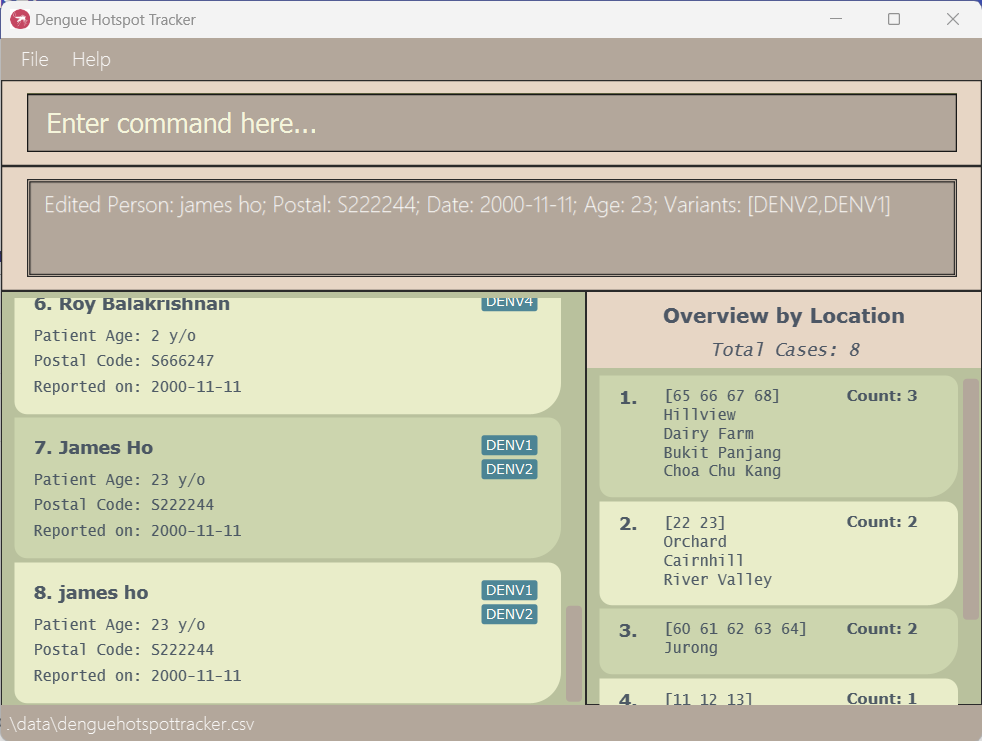 Dengue Hotspot Tracker
File Help
Enter command here...
Edited Person: james ho; Postal: S222244; Date: 2000-11-11; Age: 23; Variants: [DENV2,DENV1]
6. Roy Balakrishnan
DENV4
Patient Age: 2 y/o
Postal Code: S666247
Reported on: 2000-11-11
7. James Ho
DENV1
DENV2
Patient Age: 23 y/o
Postal Code: S222244
Reported on: 2000-11-11
8. james ho
DENV1
DENV2
Patient Age: 23 y/o
Postal Code: S222244
Reported on: 2000-11-11
Overview by Location
Total Cases: 8
1. [65 66 67 68] Count: 3
Hillview
Dairy Farm
Bukit Panjang
Choa Chu Kang
2. [22 23] Count: 2
Orchard
Cairnhill
River Valley
3. [60 61 62 63 64] Count: 2
Jurong
4. [11 12 13] Count: 1
.\data\denguehotspottracker.csv